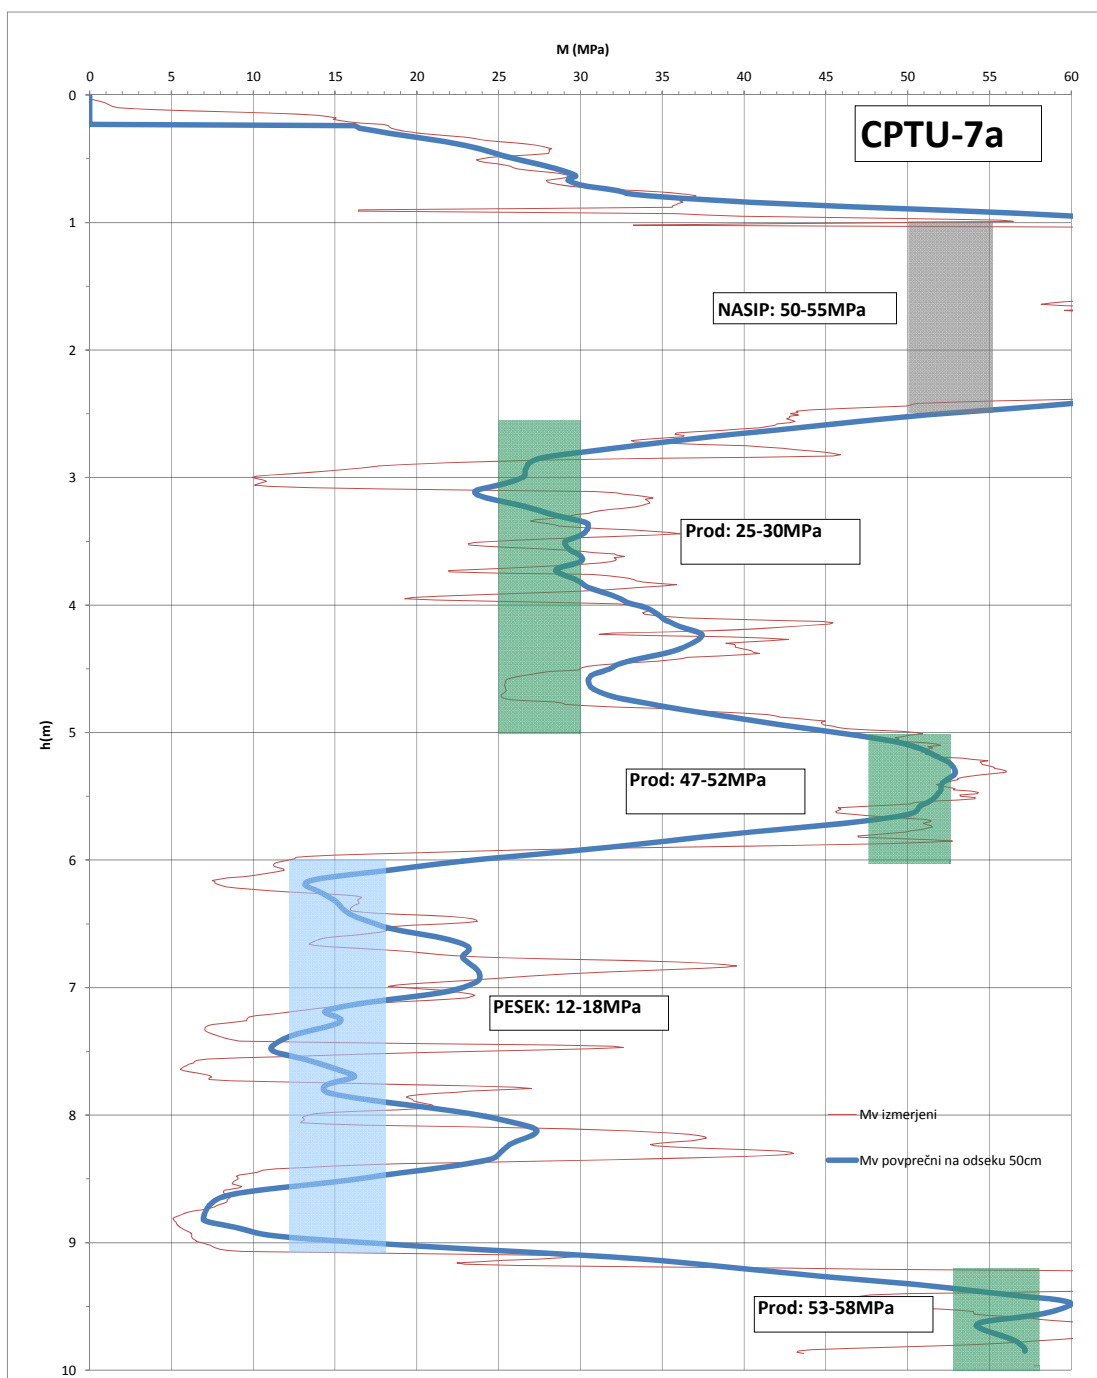 M (MPa)
0 5 10 15 20 25 30 35 40 45 50 55 60
0
CPTU-7a
1
NASIP: 50-55MPa
2
3
Prod: 25-30MPa
4
h(m)
5
Prod: 47-52MPa
6
7
PESEK: 12-18MPa
8
Mv izmerjeni
Mv povprečni na odseku 50cm
9
Prod: 53-58MPa
10